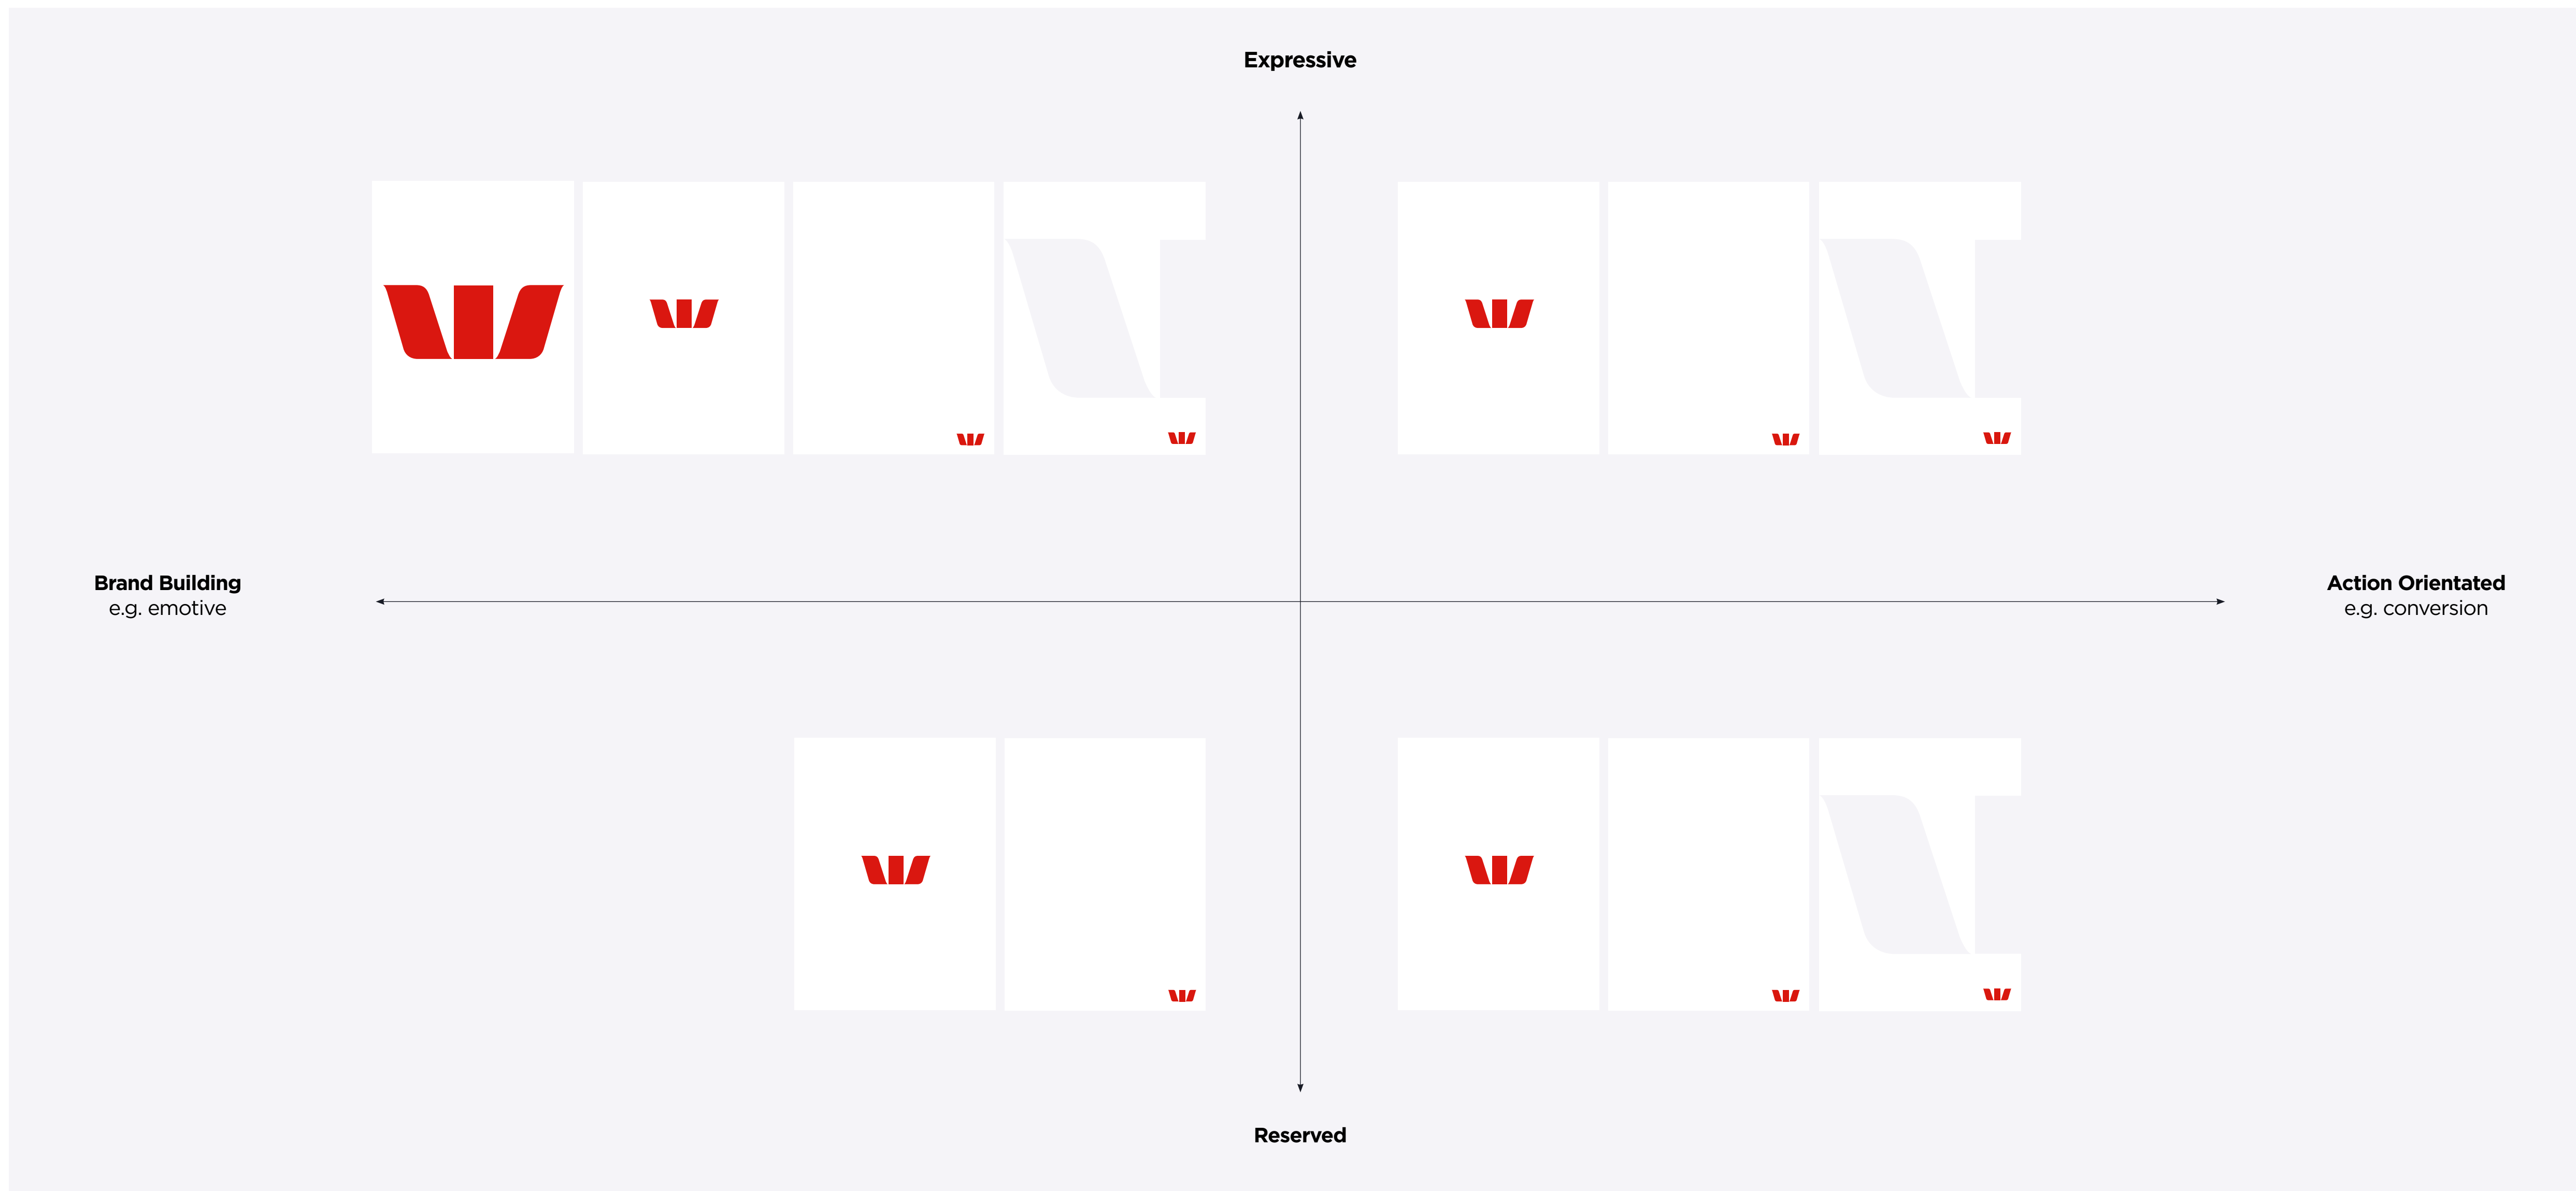 Expressive
Brand Building
e.g. emotive
Action Orientated
e.g. conversion
Reserved